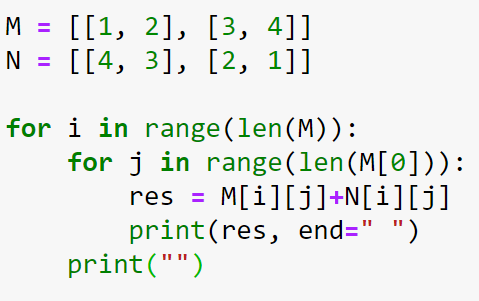 M = [[1, 2], [3, 4]]
N = [[4, 3], [2, 1]]

for i in range(len(M)):
    for j in range(len(M[0])):
        res = M[i][j]+N[i][j]
        print(res, end=" ")
    print("")